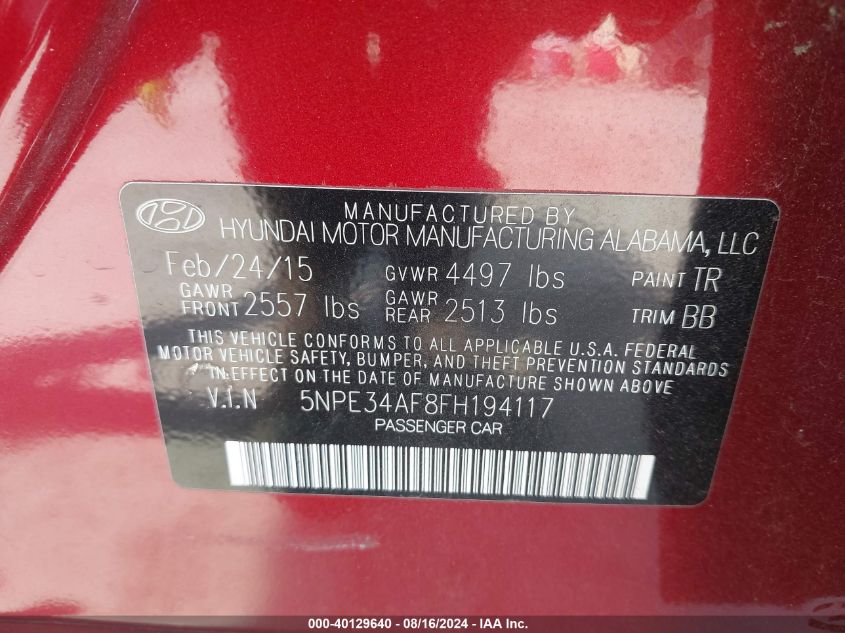 MANUFACTURED BY
HYUNDAI MOTOR MANUFACTURING ALABAMA, LLC
Feb/24/15 GVWR 4497 lbs PAINT TR
GAWR FRONT 2557 lbs GAWR REAR 2513 lbs TRIM BB
THIS VEHICLE CONFORMS TO ALL APPLICABLE U.S.A. FEDERAL
MOTOR VEHICLE SAFETY, BUMPER, AND THEFT PREVENTION STANDARDS
IN EFFECT ON THE DATE OF MANUFACTURE SHOWN ABOVE
V.I.N 5NPE34AF8FH194117
PASSENGER CAR
000-40129640 - 08/16/2024 - IAA Inc.